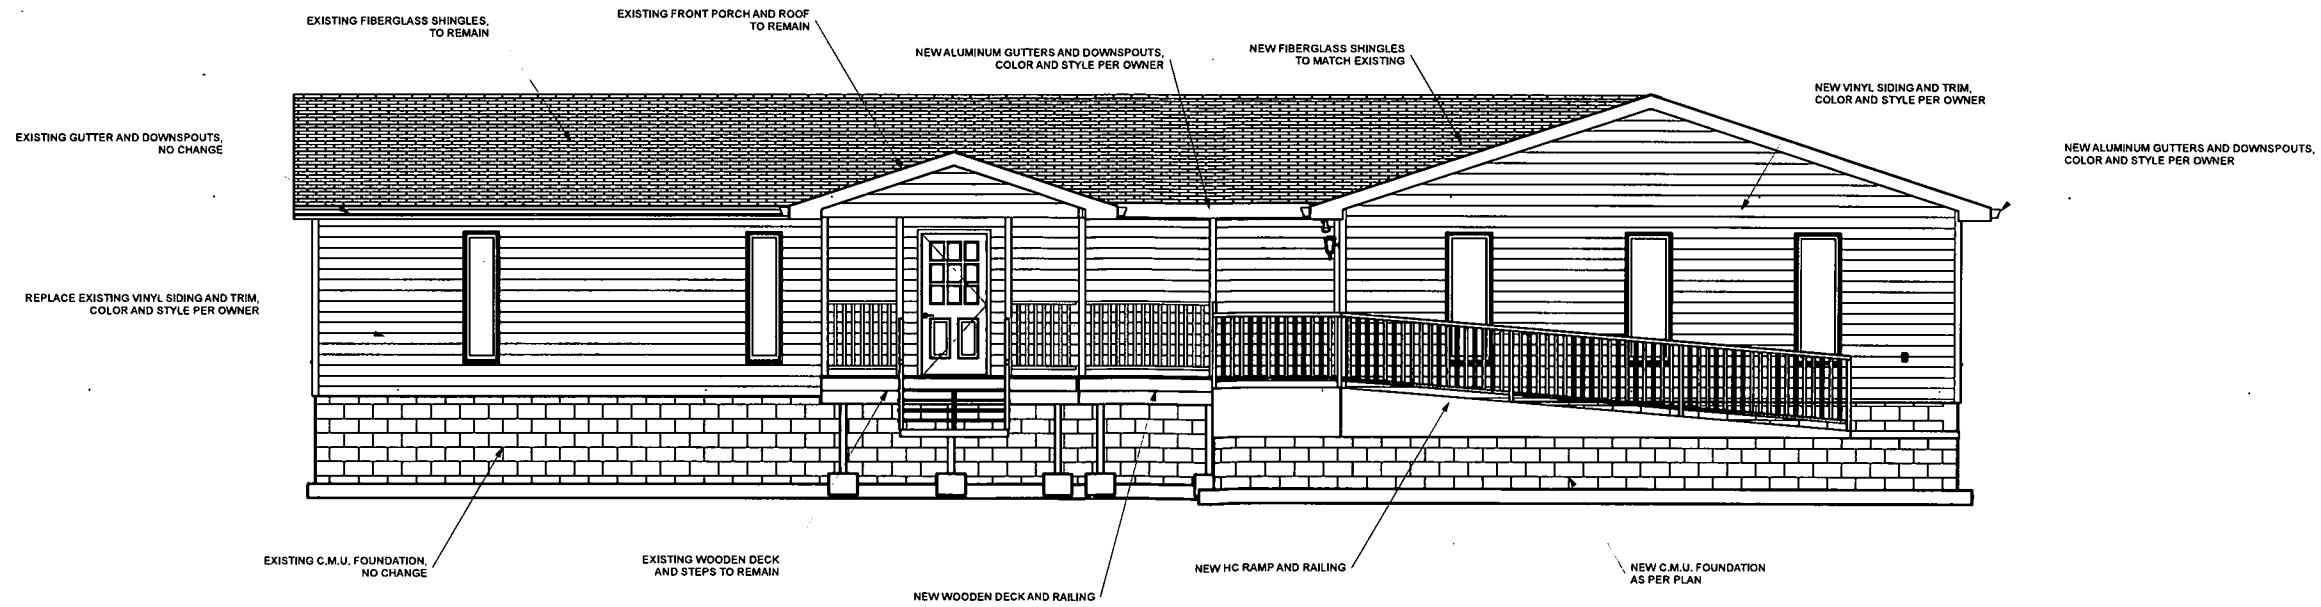 EXISTING FIBERGLASS SHINGLES,
TO REMAIN
EXISTING FRONT PORCH AND ROOF
TO REMAIN
NEW ALUMINUM GUTTERS AND DOWNSPOUTS,
COLOR AND STYLE PER OWNER
NEW FIBERGLASS SHINGLES
TO MATCH EXISTING
NEW VINYL SIDING AND TRIM,
COLOR AND STYLE PER OWNER
EXISTING GUTTER AND DOWNSPOUTS,
NO CHANGE
NEW ALUMINUM GUTTERS AND DOWNSPOUTS,
COLOR AND STYLE PER OWNER
REPLACE EXISTING VINYL SIDING AND TRIM,
COLOR AND STYLE PER OWNER
EXISTING C.M.U. FOUNDATION,
NO CHANGE
EXISTING WOODEN DECK
AND STEPS TO REMAIN
NEW WOODEN DECK AND RAILING
NEW HC RAMP AND RAILING
NEW C.M.U. FOUNDATION
AS PER PLAN